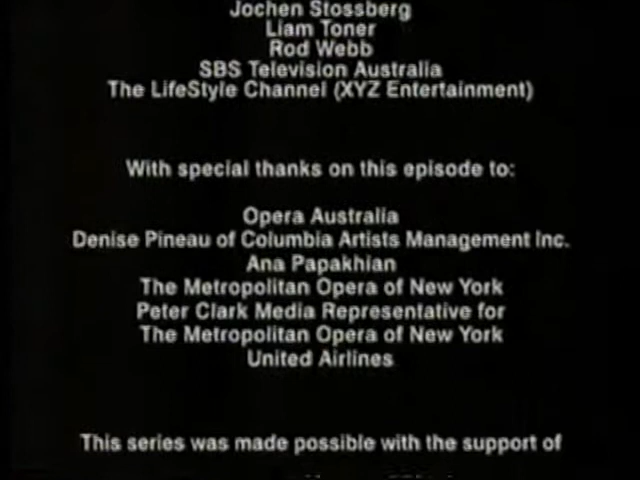 Jochen Stossberg
Liam Toner
Rod Webb
SBS Television Australia
The LifeStyle Channel (XYZ Entertainment)
With special thanks on this episode to:
Opera Australia
Denise Pineau of Columbia Artists Management Inc.
Ana Papakhian
The Metropolitan Opera of New York
Peter Clark Media Representative for
The Metropolitan Opera of New York
United Airlines
This series was made possible with the support of